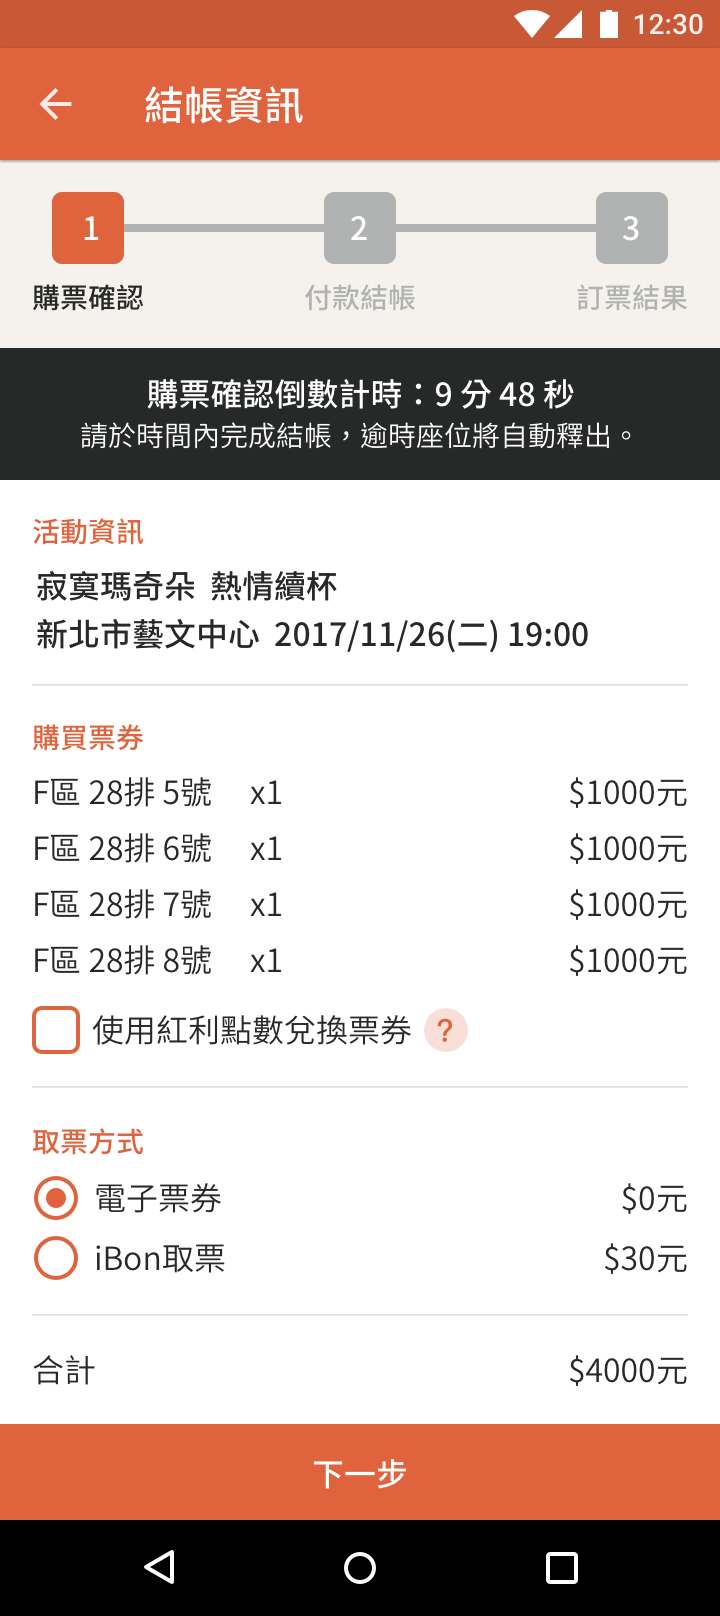 12:30
結帳資訊
1 2 3
購票確認 付款結帳 訂票結果
購票確認倒數計時：9 分 48 秒
請於時間內完成結帳，逾時座位將自動釋出。
活動資訊
寂寞瑪奇朵 熱情續杯
新北市藝文中心 2017/11/26(二) 19:00
購買票券
F區 28排 5號 x1 $1000元
F區 28排 6號 x1 $1000元
F區 28排 7號 x1 $1000元
F區 28排 8號 x1 $1000元
使用紅利點數兌換票券 ?
取票方式
電子票券 $0元
iBon取票 $30元
合計 $4000元
下一步